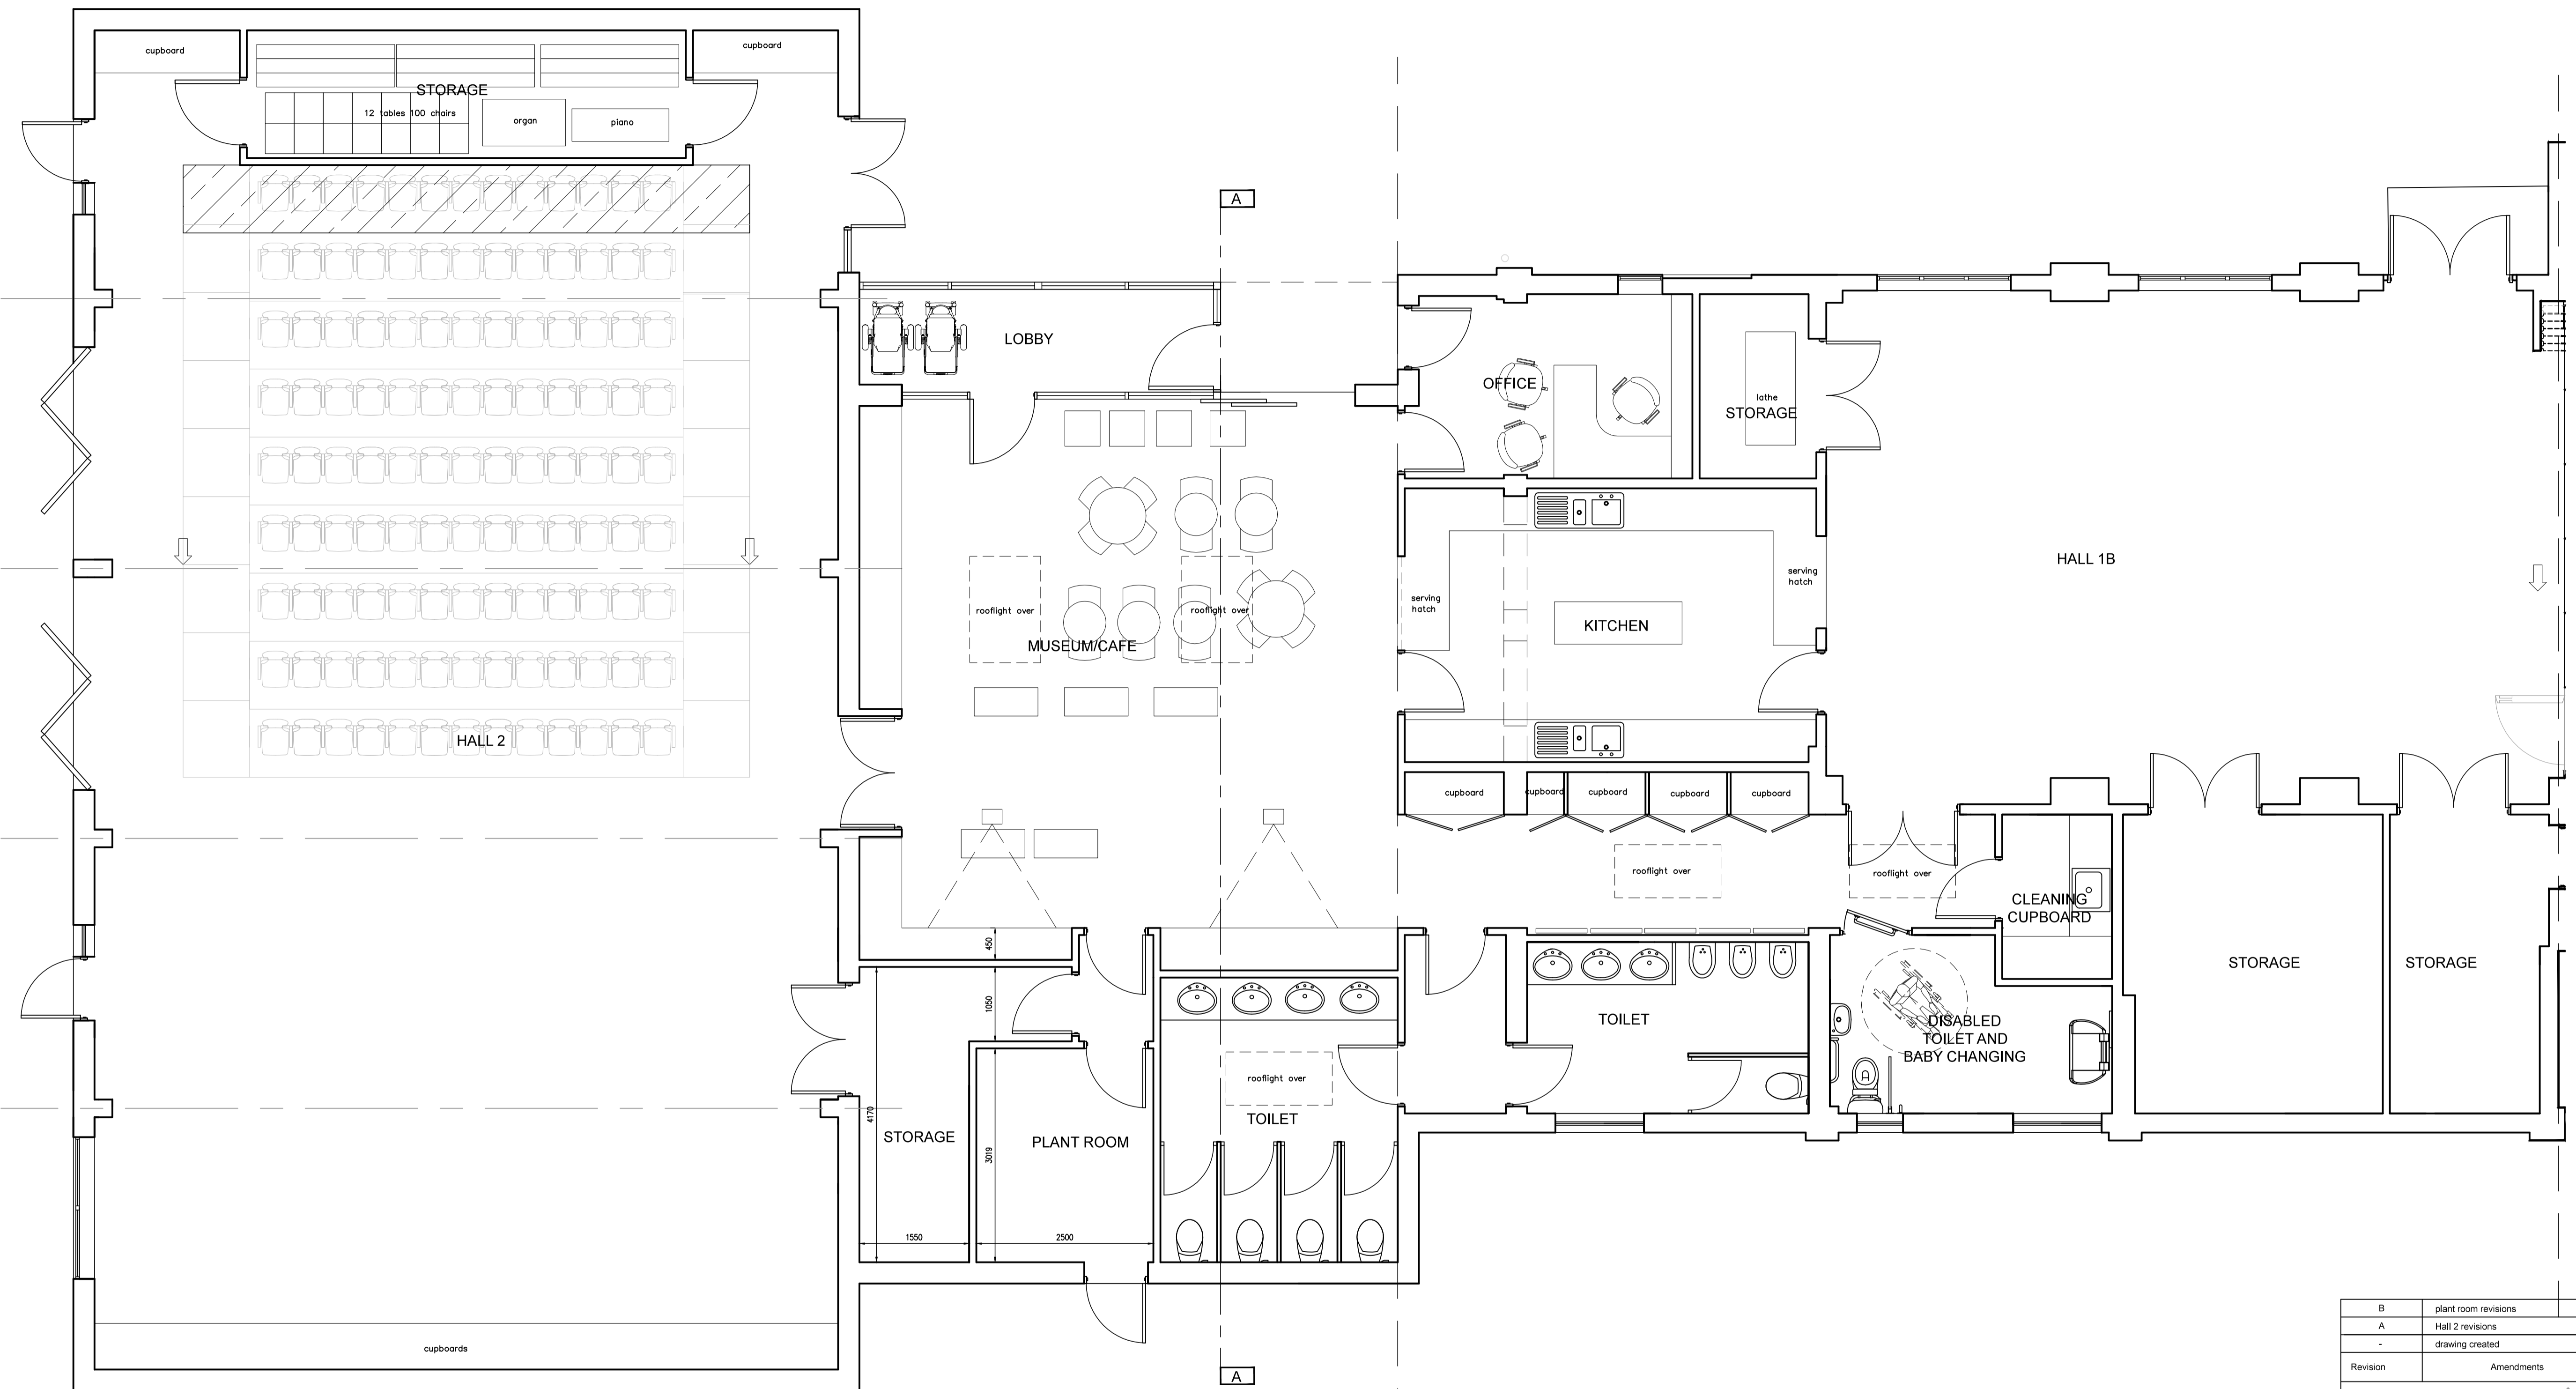 cupboard
cupboard
STORAGE
12 tables 100 chairs
organ
piano
A
LOBBY
OFFICE
lathe
STORAGE
HALL 1B
serving
hatch
serving
hatch
rooflight over
rooflight over
KITCHEN
MUSEUM/CAFE
HALL 2
cupboard
cupboard
cupboard
cupboard
cupboard
rooflight over
rooflight over
CLEANING
CUPBOARD
450
STORAGE
STORAGE
1050
TOILET
DISABLED
TOILET AND
BABY CHANGING
rooflight over
4170
STORAGE
3019
PLANT ROOM
TOILET
1550
2500
cupboards
A
B plant room revisions
A Hall 2 revisions
- drawing created
Revision Amendments